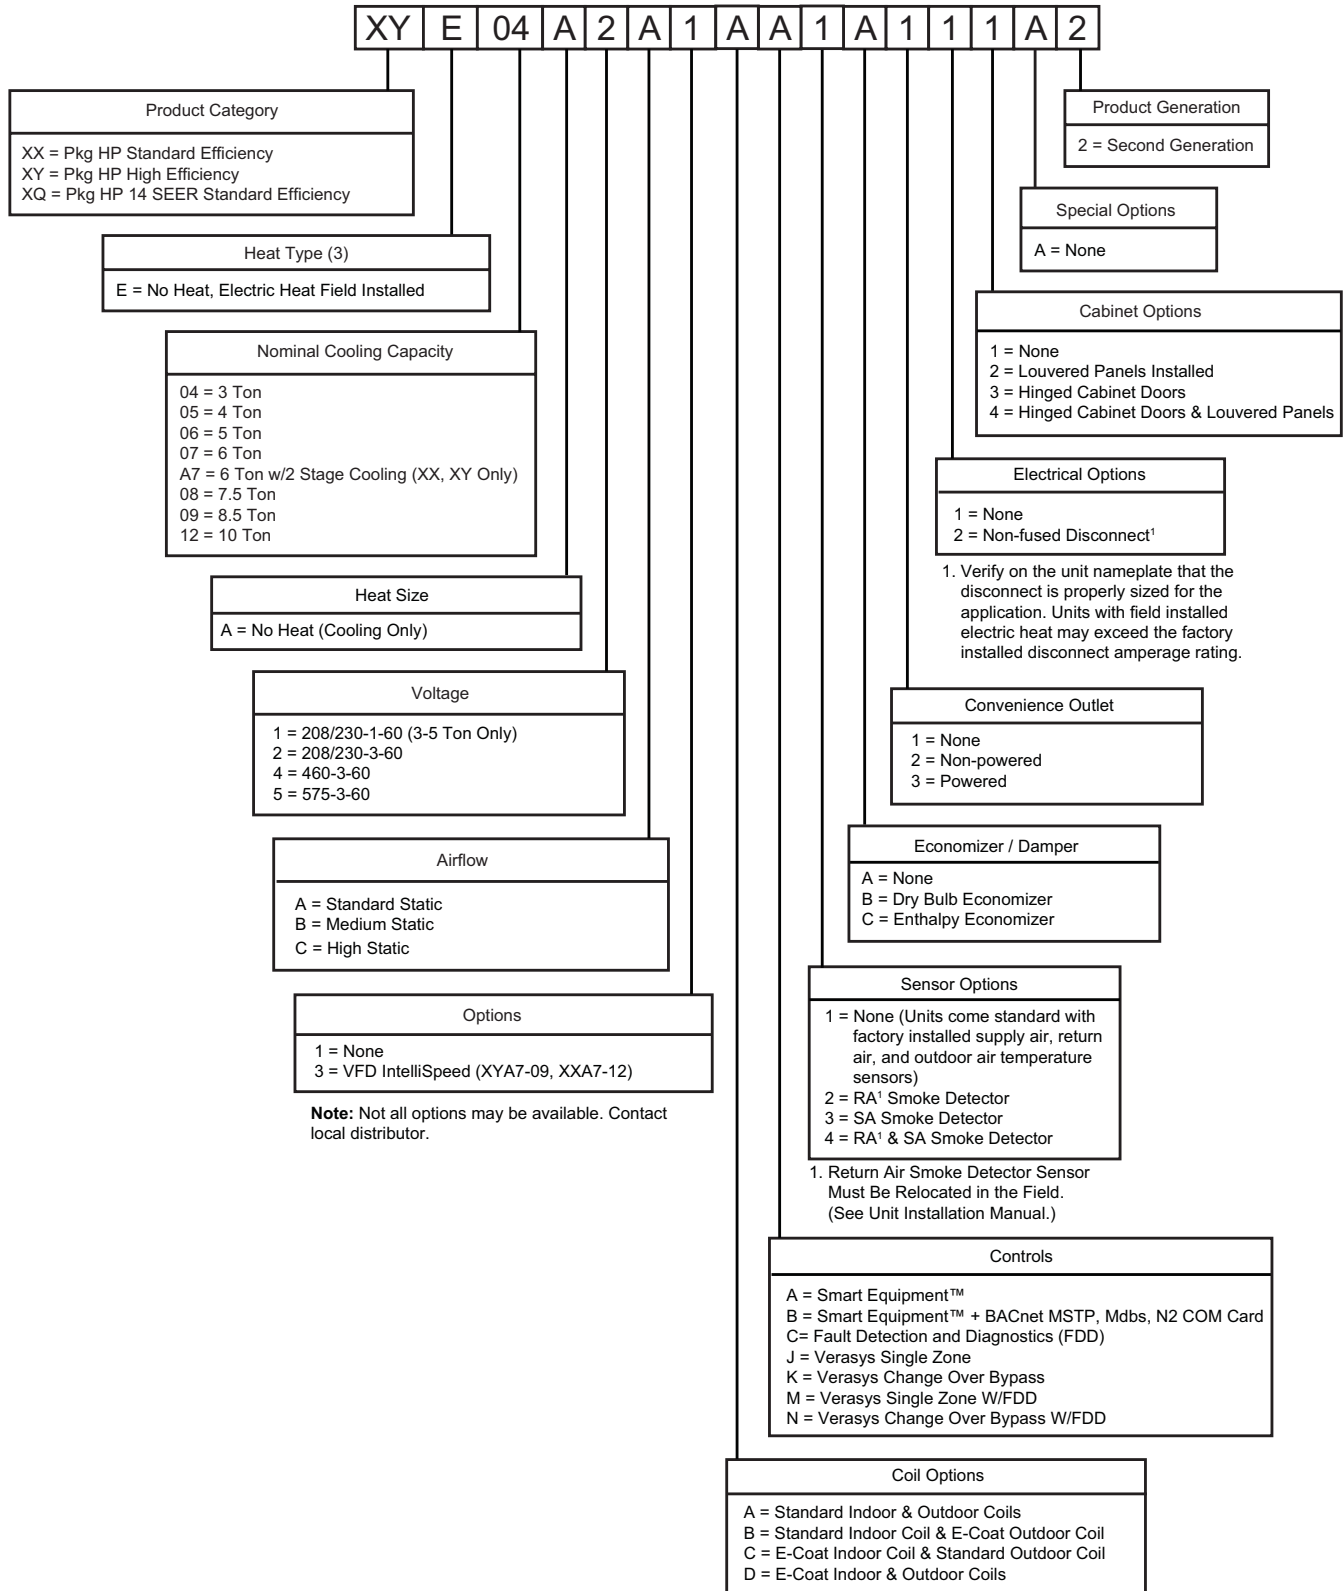 XY E 04 A 2 A 1 A A 1 A 1 1 1 A 2
Product Category
XX = Pkg HP Standard Efficiency
XY = Pkg HP High Efficiency
XQ = Pkg HP 14 SEER Standard Efficiency
Heat Type (3)
E = No Heat, Electric Heat Field Installed
Nominal Cooling Capacity
04 = 3 Ton
05 = 4 Ton
06 = 5 Ton
07 = 6 Ton
A7 = 6 Ton w/2 Stage Cooling (XX, XY Only)
08 = 7.5 Ton
09 = 8.5 Ton
12 = 10 Ton
Heat Size
A = No Heat (Cooling Only)
Voltage
1 = 208/230-1-60 (3-5 Ton Only)
2 = 208/230-3-60
4 = 460-3-60
5 = 575-3-60
Airflow
A = Standard Static
B = Medium Static
C = High Static
Options
1 = None
3 = VFD IntelliSpeed (XYA7-09, XXA7-12)
Note: Not all options may be available. Contact
local distributor.
Product Generation
2 = Second Generation
Special Options
A = None
Cabinet Options
1 = None
2 = Louvered Panels Installed
3 = Hinged Cabinet Doors
4 = Hinged Cabinet Doors & Louvered Panels
Electrical Options
1 = None
2 = Non-fused Disconnect¹
1. Verify on the unit nameplate that the
disconnect is properly sized for the
application. Units with field installed
electric heat may exceed the factory
installed disconnect amperage rating.
Convenience Outlet
1 = None
2 = Non-powered
3 = Powered
Economizer / Damper
A = None
B = Dry Bulb Economizer
C = Enthalpy Economizer
Sensor Options
1 = None (Units come standard with
factory installed supply air, return
air, and outdoor air temperature
sensors)
2 = RA¹ Smoke Detector
3 = SA Smoke Detector
4 = RA¹ & SA Smoke Detector
1. Return Air Smoke Detector Sensor
Must Be Relocated in the Field.
(See Unit Installation Manual.)
Controls
A = Smart Equipment™
B = Smart Equipment™ + BACnet MSTP, Mdbs, N2 COM Card
C= Fault Detection and Diagnostics (FDD)
J = Verasys Single Zone
K = Verasys Change Over Bypass
M = Verasys Single Zone W/FDD
N = Verasys Change Over Bypass W/FDD
Coil Options
A = Standard Indoor & Outdoor Coils
B = Standard Indoor Coil & E-Coat Outdoor Coil
C = E-Coat Indoor Coil & Standard Outdoor Coil
D = E-Coat Indoor & Outdoor Coils